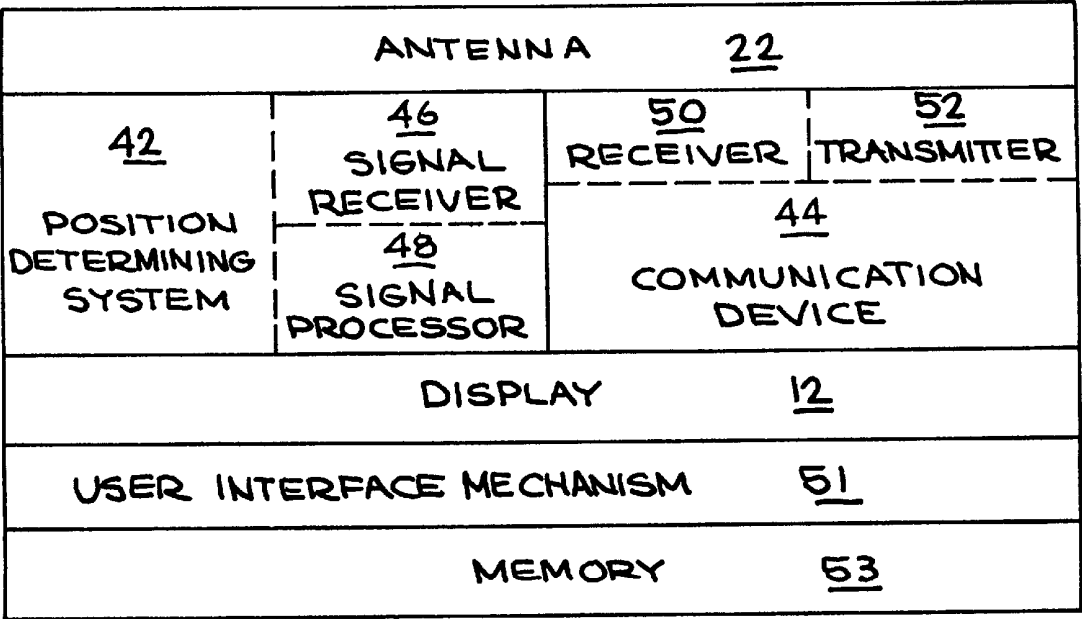 ANTENNA 22
42
POSITION
DETERMINING
SYSTEM
46
SIGNAL
RECEIVER
48
SIGNAL
PROCESSOR
50
RECEIVER
52
TRANSMITTER
44
COMMUNICATION
DEVICE
DISPLAY 12
USER INTERFACE MECHANISM 51
MEMORY 53